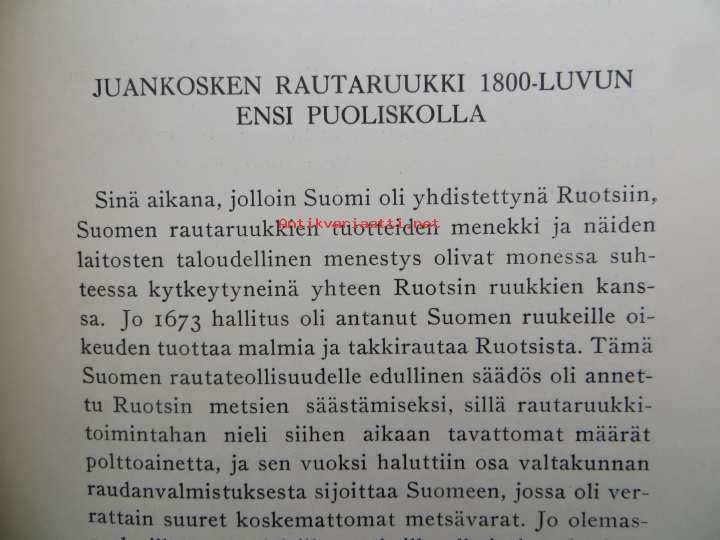 JUANKOSKEN RAUTARUUKKI 1800-LUVUN
ENSI PUOLISKOLLA
Sinä aikana, jolloin Suomi oli yhdistettynä Ruotsiin,
Antikvariaatti.net
Suomen rautaruukkien tuotteiden menekki ja näiden
laitosten taloudellinen menestys olivat monessa suh-
teessa kytkeytyneinä yhteen Ruotsin ruukkien kans-
sa. Jo 1673 hallitus oli antanut Suomen ruukeille oi-
keuden tuottaa malmia ja takkirautaa Ruotsista. Tämä
Suomen rautateollisuudelle edullinen säädös oli annet-
tu Ruotsin metsien säästämiseksi, sillä rautaruukki-
toimintahan nieli siihen aikaan tavattomat määrät
polttoainetta, ja sen vuoksi haluttiin osa valtakunnan
raudanvalmistuksesta sijoittaa Suomeen, jossa oli ver-
rattain suuret koskemattomat metsävarat. Jo olemas-